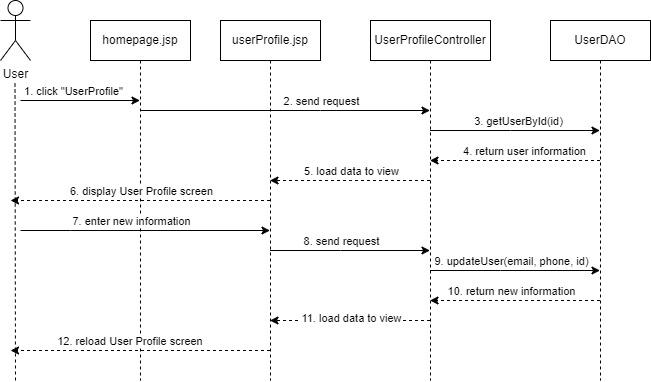 homepage.jsp
userProfile.jsp
UserProfileController
UserDAO
User
1. click "UserProfile"
2. send request
3. getUserById(id)
4. return user information
5. load data to view
6. display User Profile screen
7. enter new information
8. send request
9. updateUser(email, phone, id)
10. return new information
11. load data to view
12. reload User Profile screen